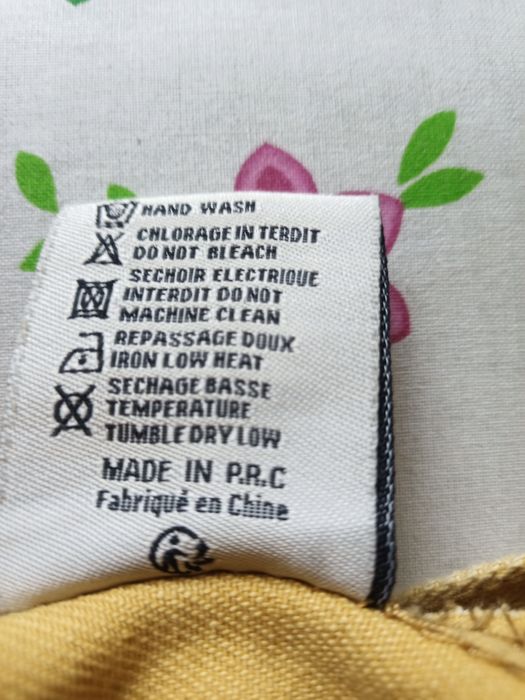 HAND WASH
CHLORAGE IN TERDIT
DO NOT BLEACH
SECHOIR ELECTRIQUE
INTERDIT DO NOT
MACHINE CLEAN
REPASSAGE DOUX
IRON LOW HEAT
SECHAGE BASSE
TEMPERATURE
TUMBLE DRY LOW
MADE IN P.R.C
Fabriqué en Chine